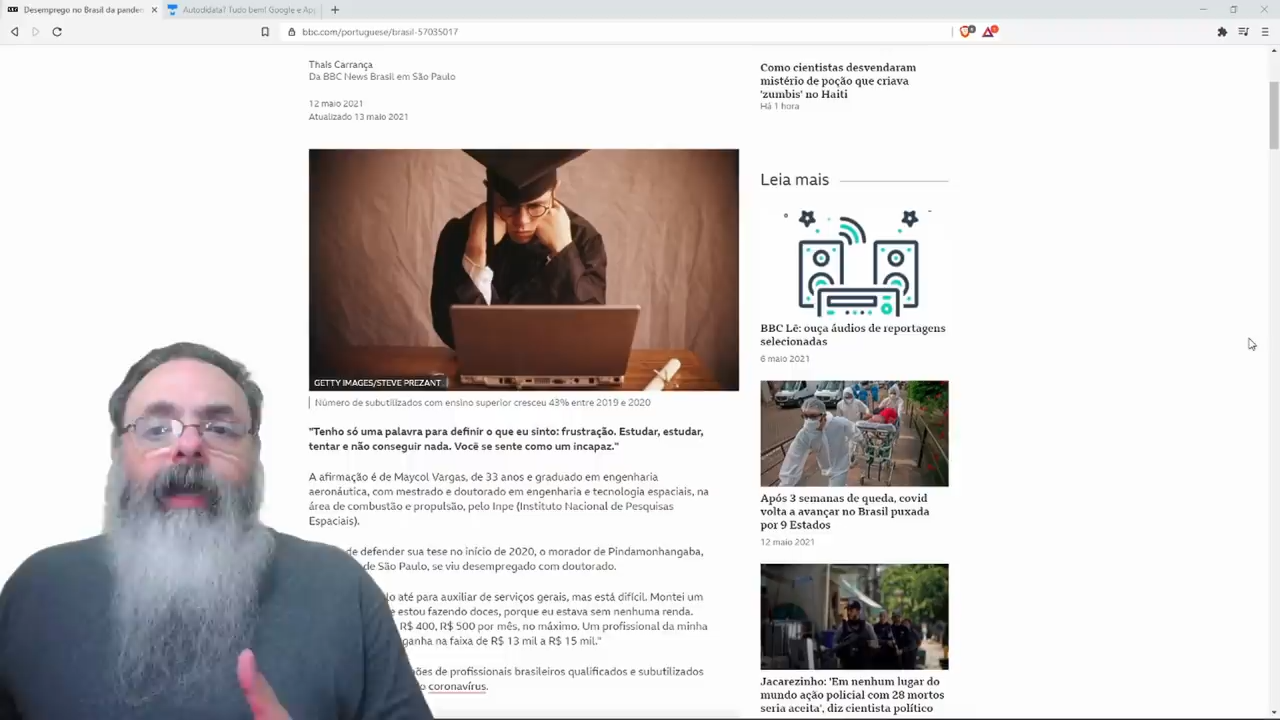 Desemprego no Brasil da pandem
Autodidata? Tudo bem! Google e Ap
bbc.com/portuguese/brasil-57035017
Thais Carrança
Da BBC News Brasil em São Paulo
12 maio 2021
Atualizado 13 maio 2021
GETTY IMAGES/STEVE PREZANT
Número de subutilizados com ensino superior cresceu 43% entre 2019 e 2020
"Tenho só uma palavra para definir o que eu sinto: frustração. Estudar, estudar,
tentar e não conseguir nada. Você se sente como um incapaz."
A afirmação é de Maycol Vargas, de 33 anos e graduado em engenharia
aeronáutica, com mestrado e doutorado em engenharia e tecnologia espaciais, na
área de combustão e propulsão, pelo Inpe (Instituto Nacional de Pesquisas
Espaciais).
de defender sua tese no início de 2020, o morador de Pindamonhangaba,
de São Paulo, se viu desempregado com doutorado.
até para auxiliar de serviços gerais, mas está difícil. Montei um
e estou fazendo doces, porque eu estava sem nenhuma renda.
R$ 400, R$ 500 por mês, no máximo. Um profissional da minha
ganha na faixa de R$ 13 mil a R$ 15 mil."
de profissionais brasileiros qualificados e subutilizados
coronavírus.
Como cientistas desvendaram
mistério de poção que criava
'zumbis' no Haiti
Há 1 hora
Leia mais
BBC Lê: ouça áudios de reportagens
selecionadas
6 maio 2021
Após 3 semanas de queda, covid
volta a avançar no Brasil puxada
por 9 Estados
12 maio 2021
Jacarezinho: 'Em nenhum lugar do
mundo ação policial com 28 mortos
seria aceita', diz cientista político